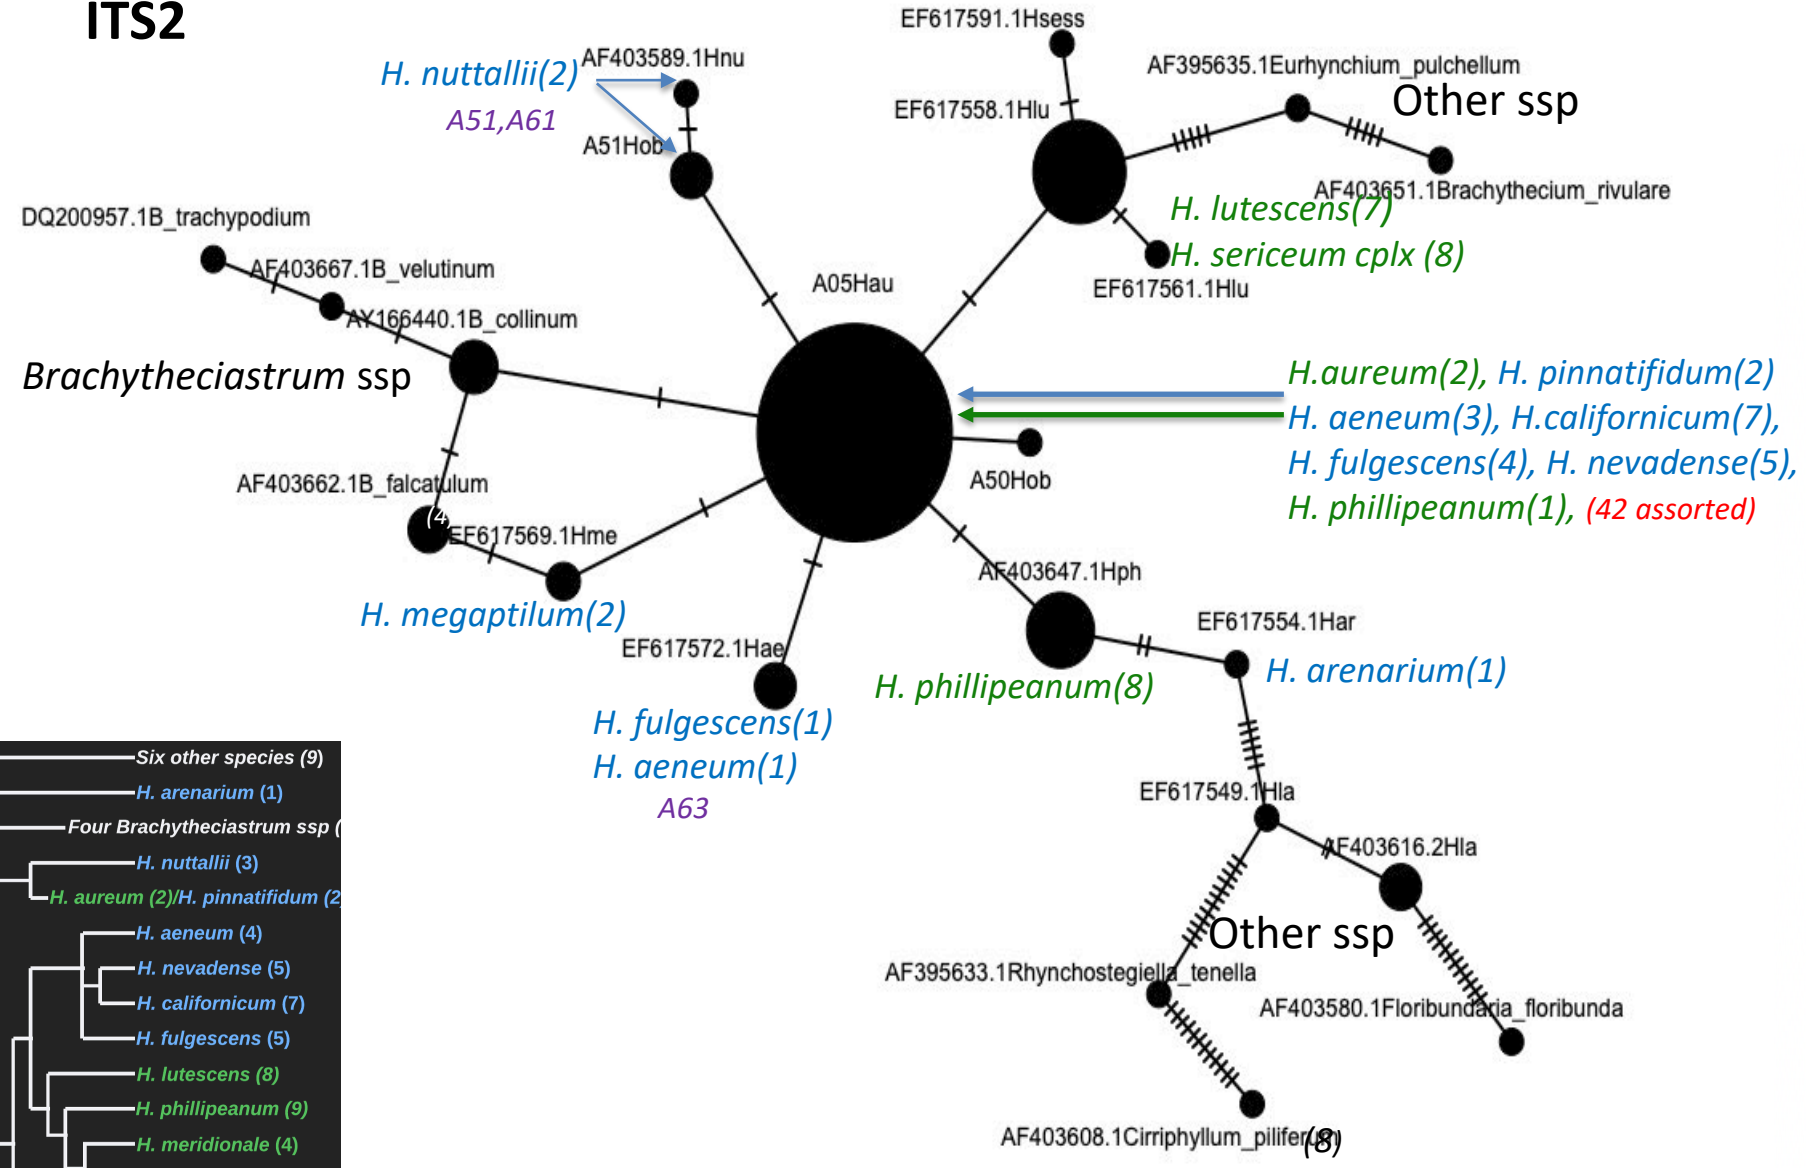 ITS2
EF617591.1Hsess
AF403589.1Hnu
H. nuttallii(2)
AF395635.1Eurhynchium_pulchellum
Other ssp
EF617558.1Hlu
A51,A61
A51Hob
AF403651.1Brachythecium_rivulare
H. lutescens(7)
DQ200957.1B_trachypodium
H. sericeum cplx (8)
AF403667.1B_velutinum
A05Hau
EF617561.1Hlu
AY166440.1B_collinum
Brachytheciastrum ssp
H.aureum(2), H. pinnatifidum(2)
H. aeneum(3), H.californicum(7),
H. fulgescens(4), H. nevadense(5),
H. phillipeanum(1), (42 assorted)
A50Hob
AF403662.1B_falcatulum
(4
EF617569.1Hme
AF403647.1Hph
H. megaptilum(2)
EF617554.1Har
EF617572.1Hae
H. arenarium(1)
H. phillipeanum(8)
H. fulgescens(1)
H. aeneum(1)
A63
EF617549.1Hla
AF403616.2Hla
Other ssp
AF395633.1Rhynchostegiella_tenella
AF403580.1Floribundaria_floribunda
AF403608.1Cirriphyllum_piliferum
(8)
Six other species (9)
H. arenarium (1)
Four Brachytheciastrum ssp (
H. nuttallii (3)
H. aureum (2)/H. pinnatifidum (2
H. aeneum (4)
H. nevadense (5)
H. californicum (7)
H. fulgescens (5)
H. lutescens (8)
H. phillipeanum (9)
H. meridionale (4)